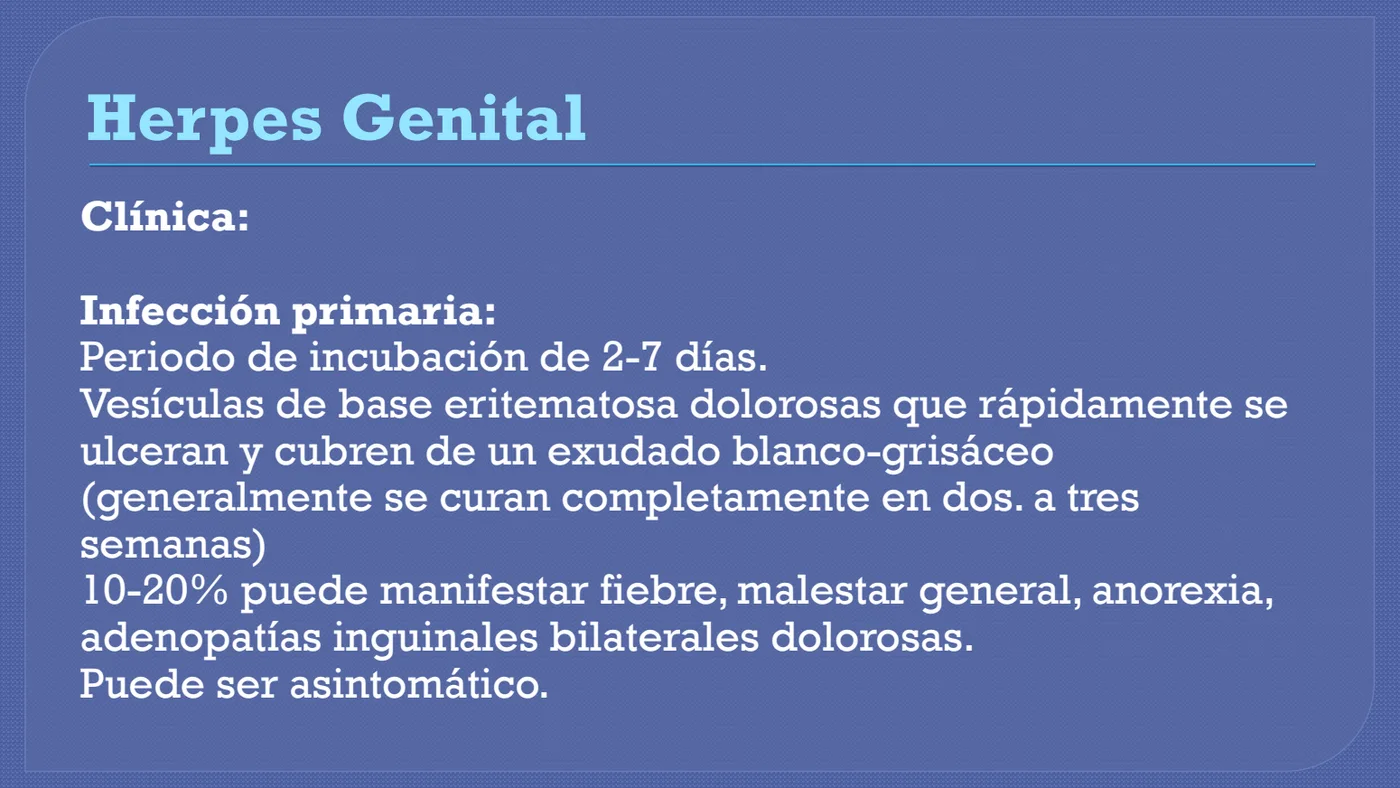 Herpes Genital
Clínica:
Infección primaria:
Periodo de incubación de 2-7 días.
Vesículas de base eritematosa dolorosas que rápidamente se
ulceran y cubren de un exudado blanco-grisáceo
(generalmente se curan completamente en dos. a tres
semanas)
10-20% puede manifestar fiebre, malestar general, anorexia,
adenopatías inguinales bilaterales dolorosas.
Puede ser asintomático.